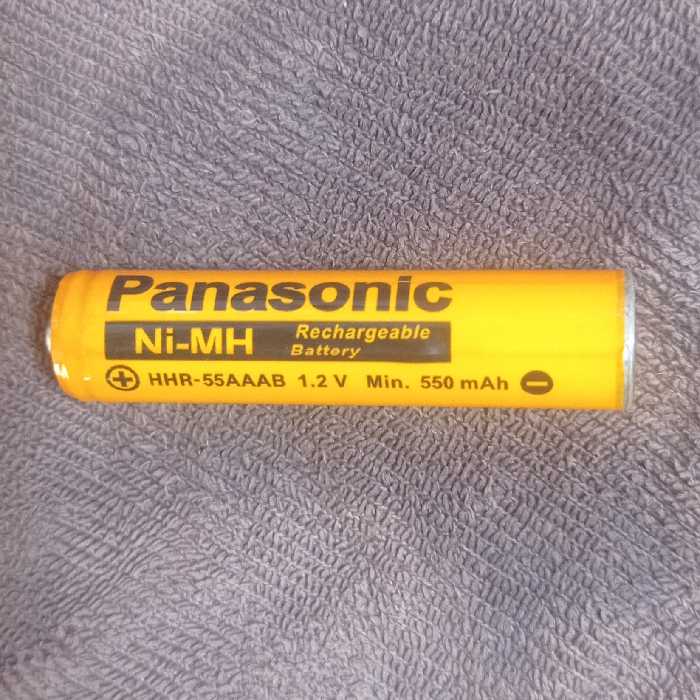 Panasonic
Ni-MH
Rechargeable
Battery
⊕ HHR-55AAAB 1.2 V Min. 550 mAh ⊖